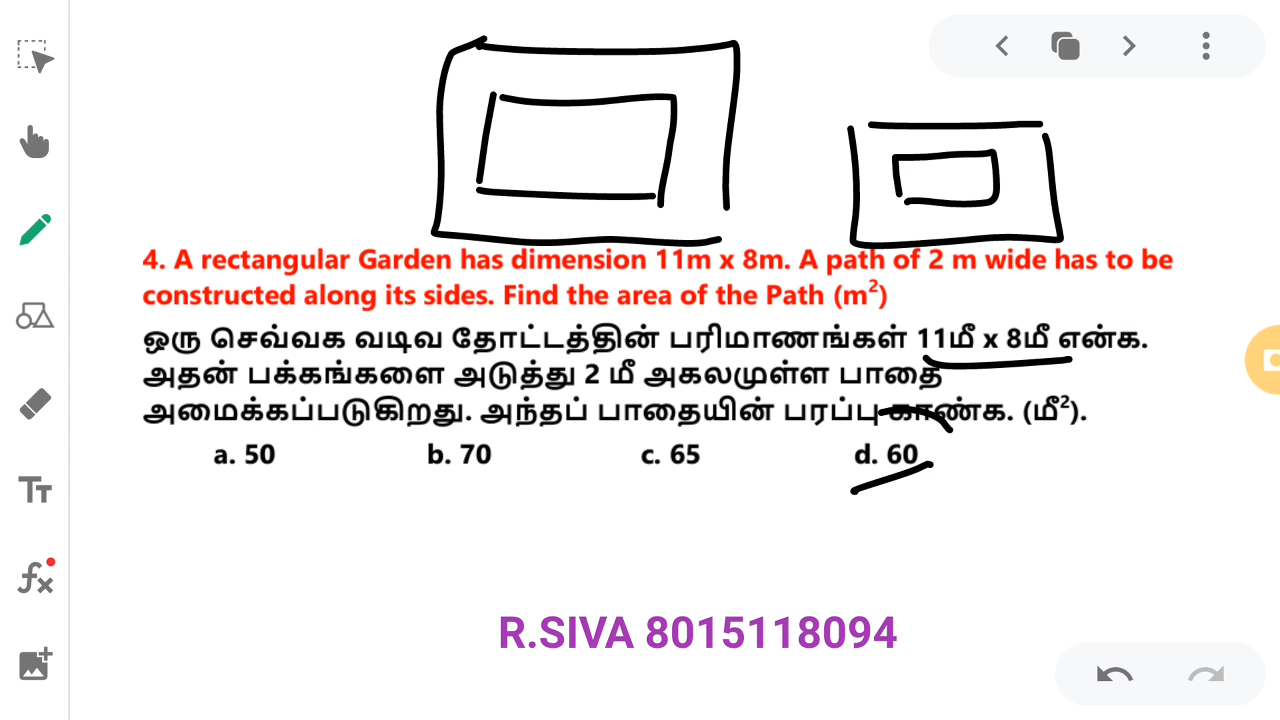 4. A rectangular Garden has dimension 11m x 8m. A path of 2 m wide has to be
constructed along its sides. Find the area of the Path (m²)
ஒரு செவ்வக வடிவ தோட்டத்தின் பரிமாணங்கள் 11மீ x 8மீ என்க.
அதன் பக்கங்களை அடுத்து 2 மீ அகலமுள்ள பாதை
அமைக்கப்படுகிறது. அந்தப் பாதையின் பரப்பு காண்க. (மீ²).
a. 50 b. 70 c. 65 d. 60
Tт
fx
R.SIVA 8015118094